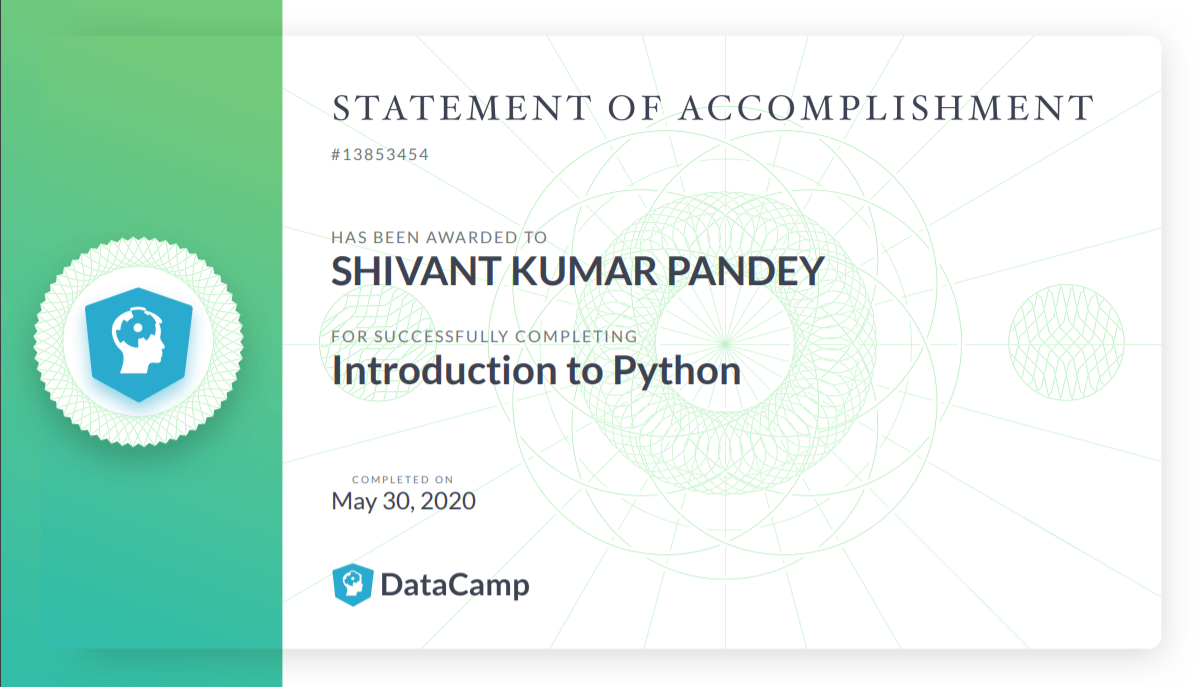 STATEMENT OF ACCOMPLISHMENT
#13853454
HAS BEEN AWARDED TO
SHIVANT KUMAR PANDEY
FOR SUCCESSFULLY COMPLETING
Introduction to Python
COMPLETED ON
May 30, 2020
DataCamp